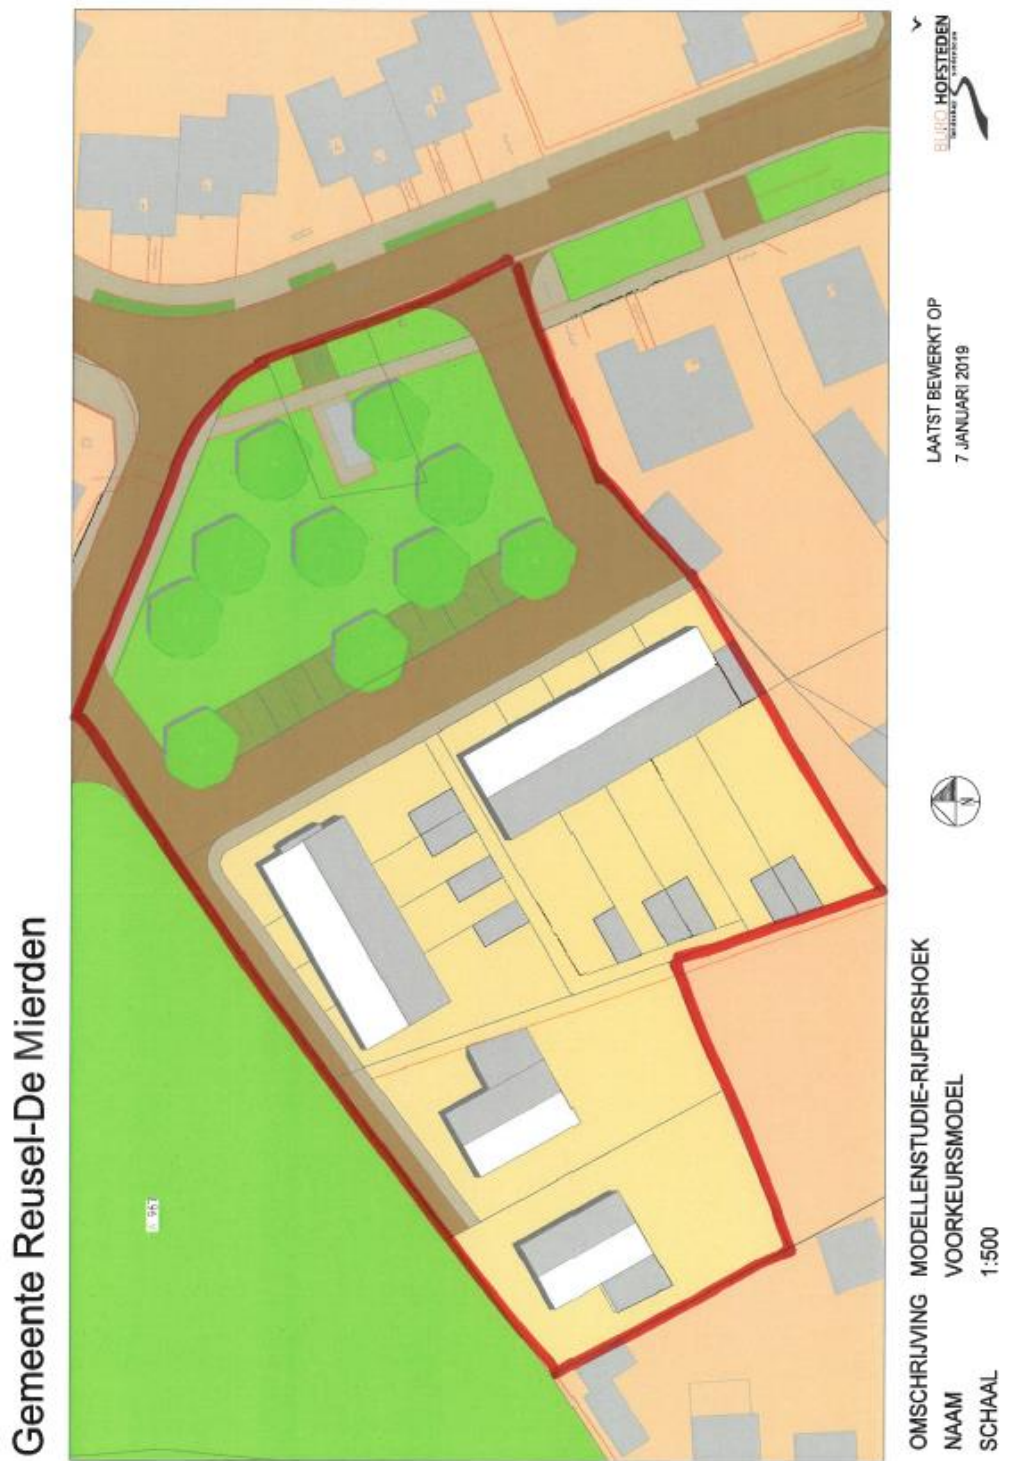 Gemeente Reusel-De Mierden
OMSCHRIJVING MODELLENSTUDIE-RIJPERSHOEK
NAAM VOORKEURSMODEL
SCHAAL 1:500
N
LAATST BEWERKT OP
7 JANUARI 2019
BURO HOFSTEDEN
967